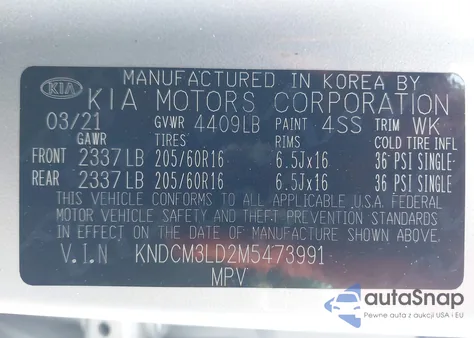 MANUFACTURED IN KOREA BY
KIA KIA MOTORS CORPORATION
03/21 GVWR 4409LB PAINT 4SS TRIM WK
GAWR TIRES RIMS COLD TIRE INFL
FRONT 2337LB 205/60R16 6.5Jx16 36 PSI SINGLE
REAR 2337LB 205/60R16 6.5Jx16 36 PSI SINGLE
THIS VEHICLE CONFORMS TO ALL APPLICABLE U.S.A. FEDERAL
MOTOR VEHICLE SAFETY AND THEFT PREVENTION STANDARDS
IN EFFECT ON THE DATE OF MANUFACTURE SHOWN ABOVE.
V.I.N KNDCM3LD2M5473991
MPV
autoSnap
Pewne auta z aukcji USA i EU